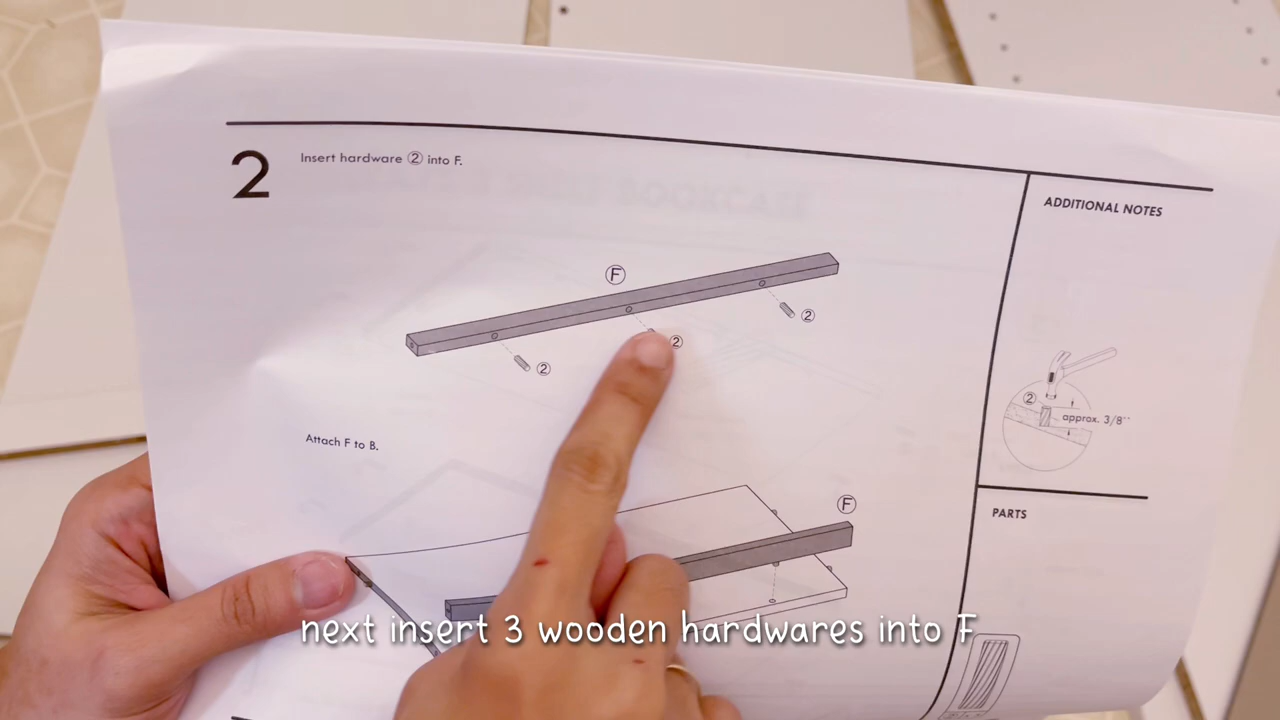 2
Insert hardware ② into F.
ADDITIONAL NOTES
F
②
②
②
②
approx. 3/8"
Attach F to B.
F
PARTS
next insert 3 wooden hardwares into F